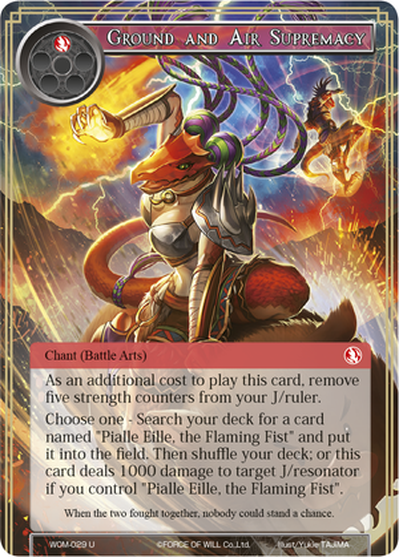 Ground and Air Supremacy
Chant (Battle Arts)
As an additional cost to play this card, remove
five strength counters from your J/ruler.
Choose one - Search your deck for a card
named "Pialle Eille, the Flaming Fist" and put
it into the field. Then shuffle your deck; or this
card deals 1000 damage to target J/resonator
if you control "Pialle Eille, the Flaming Fist".
When the two fought together, nobody could stand a chance.
WOM-029 U ©FORCE OF WILL Co.,Ltd. Illust/Yukie TAJIMA